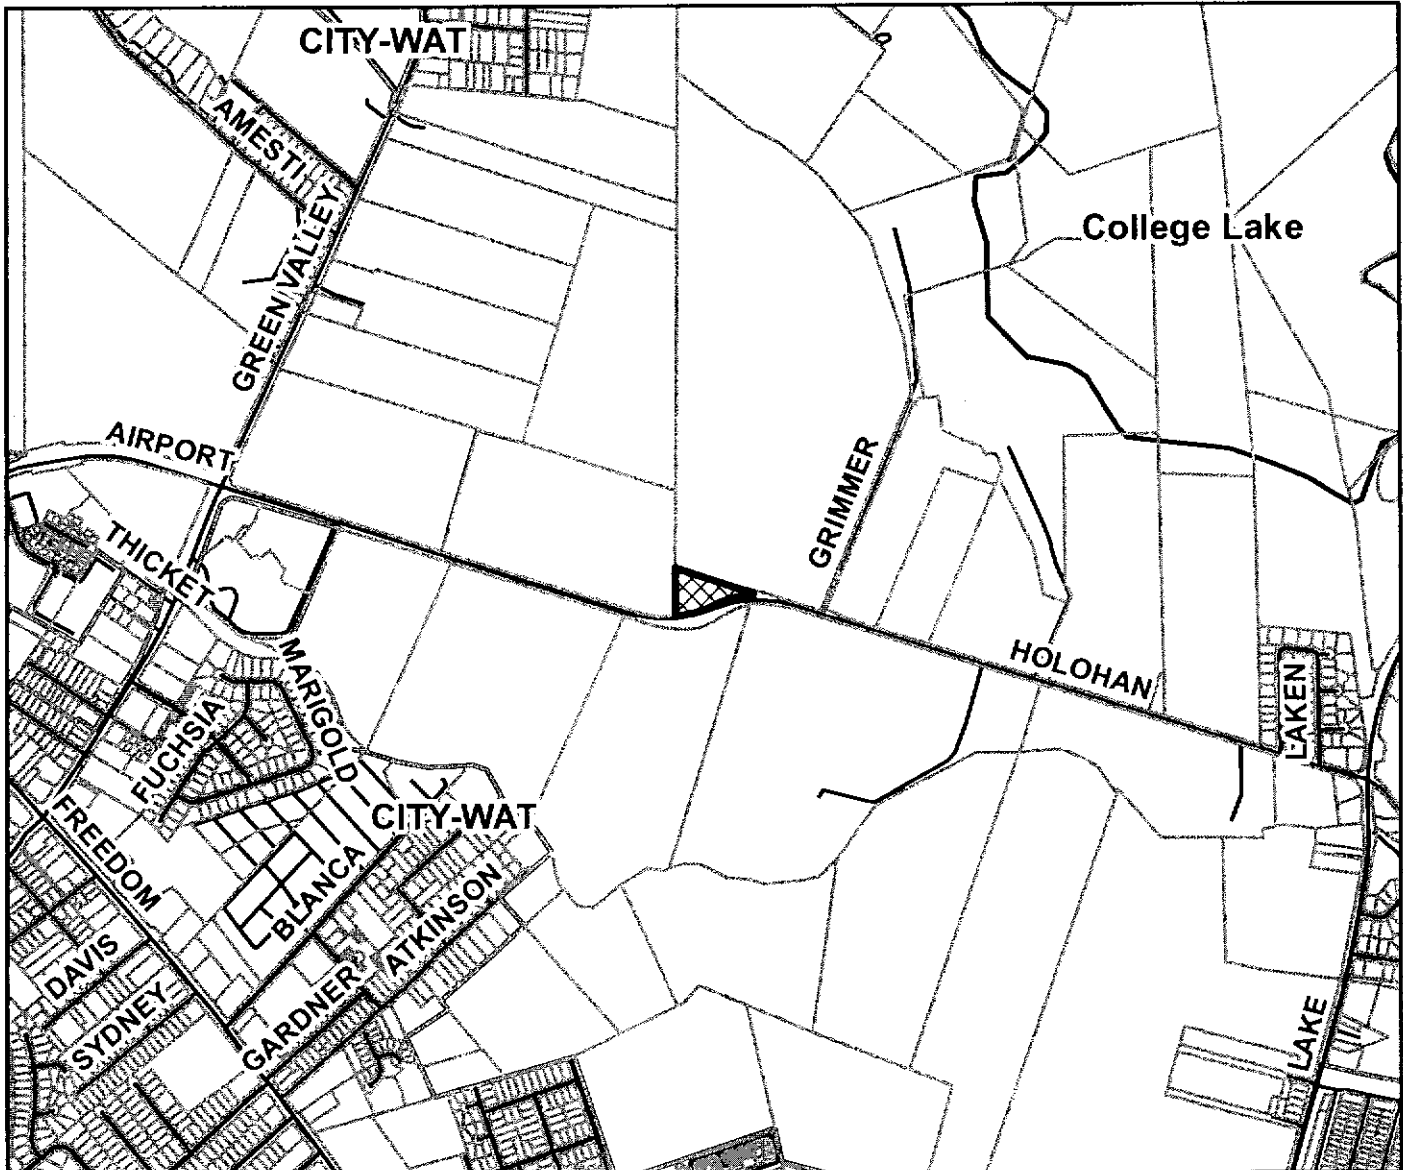 CITY-WAT
AMESTI
College Lake
GREEN VALLEY
AIRPORT
GRIMMER
THICKET
MARIGOLD
HOLOHAN
LAKEN
FUCHSIA
FREEDOM
CITY-WAT
BLANCA
ATKINSON
DAVIS
GARDNER
SYDNEY
LAKE